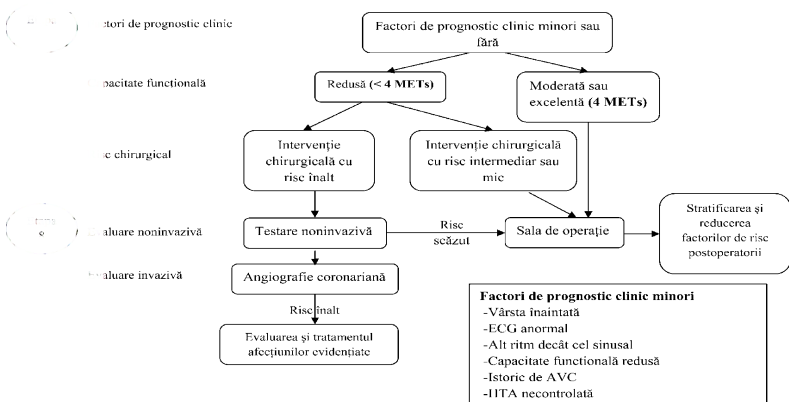 ctori de prognostic clinic
Factori de prognostic clinic minori sau
fără
pacitate funcțională
Redusă (< 4 METs)
Moderată sau
excelentă (4 METs)
sc chirurgical
Intervenție
chirurgicală cu
risc înalt
Intervenție chirurgicală
cu risc intermediar sau
mic
aluare noninvazivă
Testare noninvazivă
Risc
scăzut
Sala de operație
Stratificarea și
reducerea
factorilor de risc
postoperatorii
aluare invazivă
Angiografie coronariană
Risc înalt
Evaluarea și tratamentul
afecțiunilor evidențiate
Factori de prognostic clinic minori
-Vârsta înaintată
-ECG anormal
-Alt ritm decât cel sinusal
-Capacitate funcțională redusă
-Istoric de AVC
-HTA necontrolată